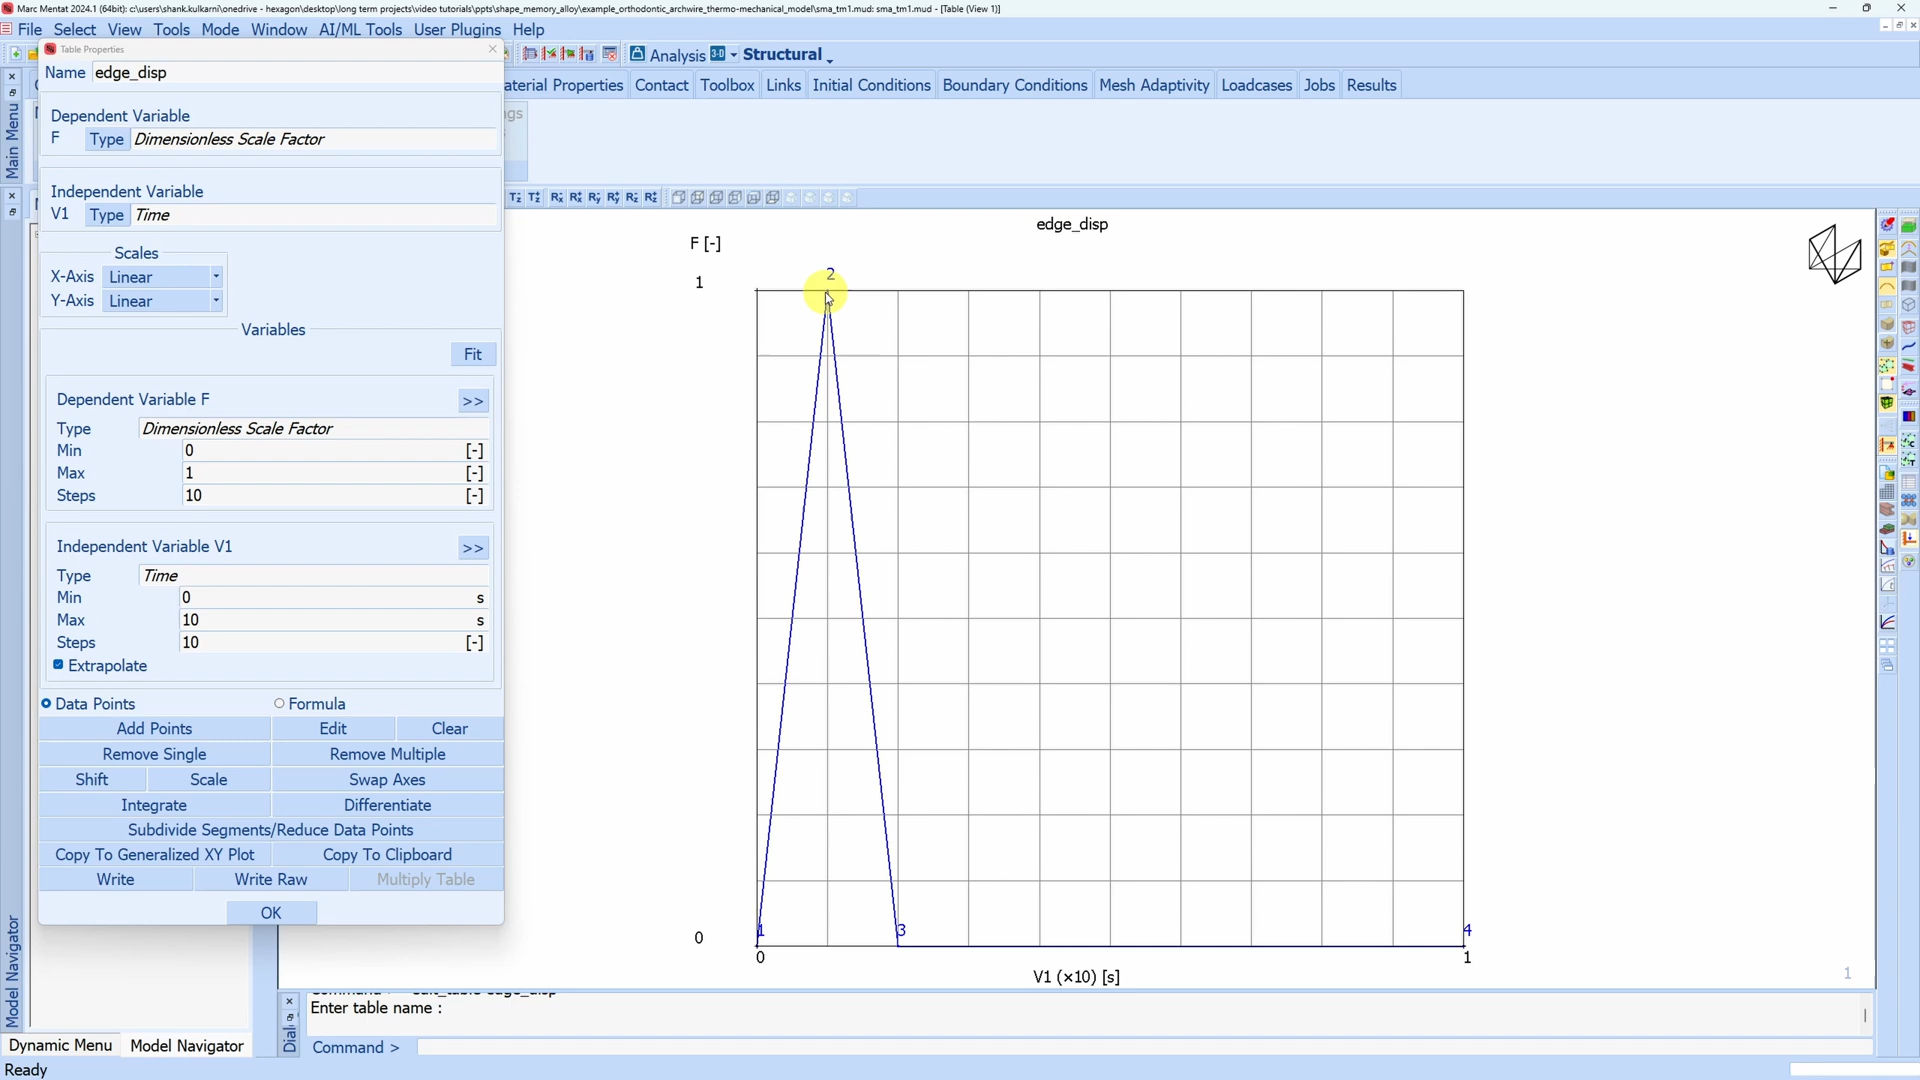 Marc Mentat 2024.1 (64bit): c:\users\shank.kulkarni\onedrive - hexagon\desktop\long term projects\video tutorials\ppts\shape_memory_alloy\example_orthodontic_archwire_thermo-mechanical_model\sma_tm1.mud: sma_tm1.mud - [Table (View 1)]
File Select View Tools Mode Window AI/ML Tools User Plugins Help
Table Properties
Analysis 3-D Structural
Name edge_disp
aterial Properties Contact Toolbox Links Initial Conditions Boundary Conditions Mesh Adaptivity Loadcases Jobs Results
Main Menu
Dependent Variable
F Type Dimensionless Scale Factor
gs
Independent Variable
V1 Type Time
Scales
X-Axis Linear
Y-Axis Linear
Variables
Fit
Dependent Variable F >>
Type Dimensionless Scale Factor
Min 0 [-]
Max 1 [-]
Steps 10 [-]
Independent Variable V1 >>
Type Time
Min 0 s
Max 10 s
Steps 10 [-]
Extrapolate
Data Points Formula
Add Points Edit Clear
Remove Single Remove Multiple
Shift Scale Swap Axes
Integrate Differentiate
Subdivide Segments/Reduce Data Points
Copy To Generalized XY Plot Copy To Clipboard
Write Write Raw Multiply Table
OK
edge_disp
F [-]
1
2
0
1
3
4
0
1
V1 (×10) [s]
1
Model Navigator
Enter table name :
Command >
Dynamic Menu Model Navigator
Ready